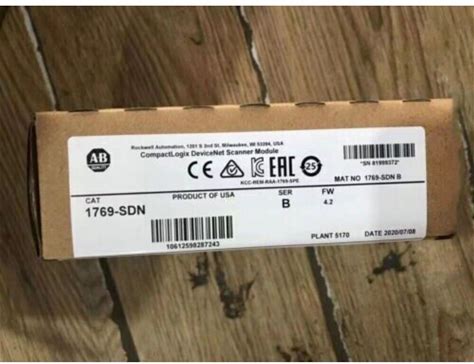 Rockwell Automation, 1201 S 2nd St, Milwaukee, WI 53204, USA
CompactLogix DeviceNet Scanner Module
AB
ALLEN-BRADLEY
CE
EAC
25
KCC-REM-RAA-1769-SPE
*SN 81999372*
MAT NO 1769-SDN B
CAT
1769-SDN
PRODUCT OF USA
SER
B
FW
4.2
10612598287243
PLANT 5170
DATE 2020/07/08